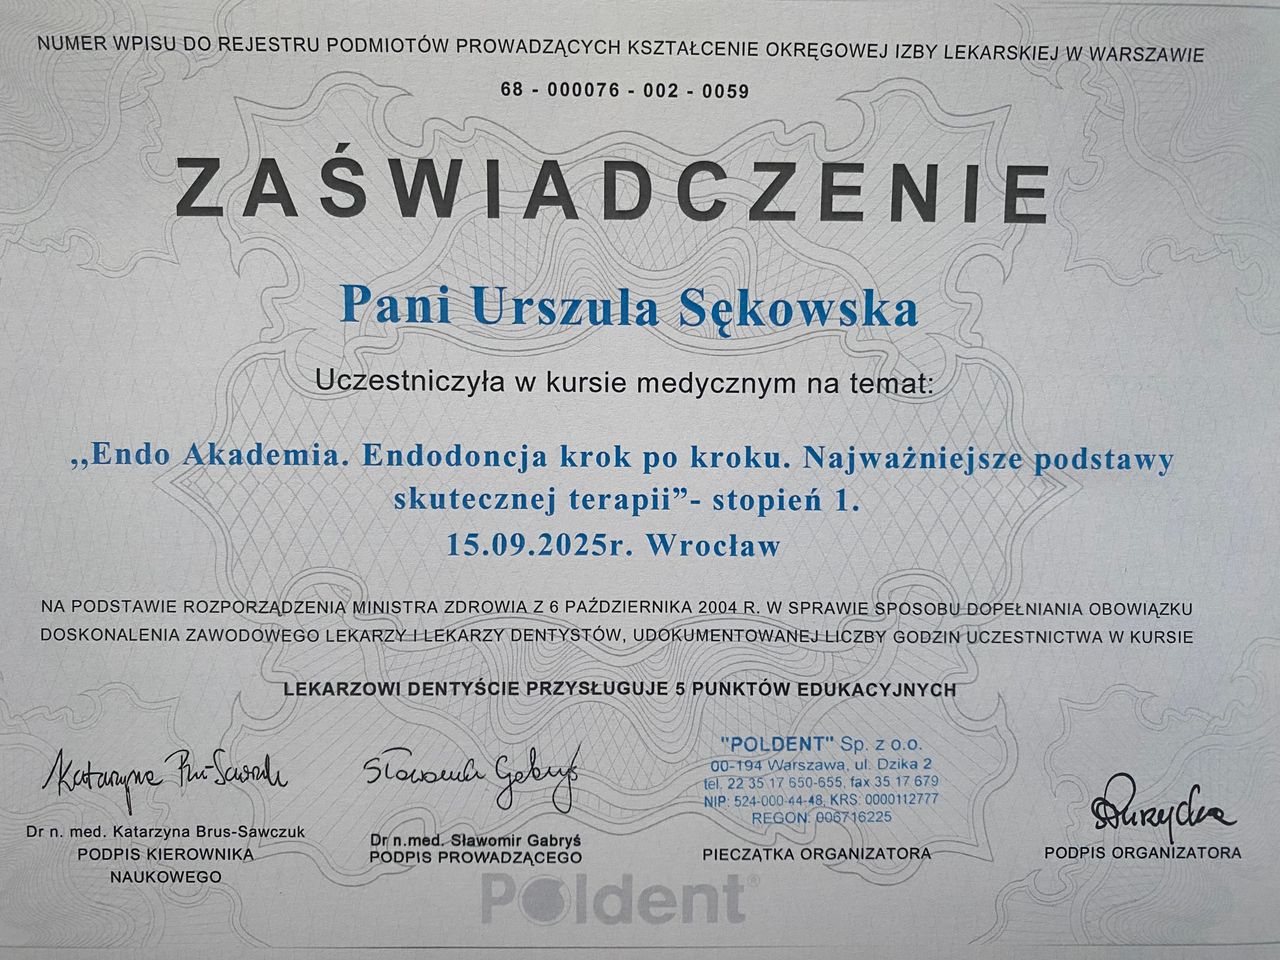 NUMER WPISU DO REJESTRU PODMIOTÓW PROWADZĄCYCH KSZTAŁCENIE OKRĘGOWEJ IZBY LEKARSKIEJ W WARSZAWIE
68 - 000076 - 002 - 0059
ZAŚWIADCZENIE
Pani Urszula Sękowska
Uczestniczyła w kursie medycznym na temat:
,,Endo Akademia. Endodoncja krok po kroku. Najważniejsze podstawy
skutecznej terapii”- stopień 1.
15.09.2025r. Wrocław
NA PODSTAWIE ROZPORZĄDZENIA MINISTRA ZDROWIA Z 6 PAŹDZIERNIKA 2004 R. W SPRAWIE SPOSOBU DOPEŁNIANIA OBOWIĄZKU
DOSKONALENIA ZAWODOWEGO LEKARZY I LEKARZY DENTYSTÓW, UDOKUMENTOWANEJ LICZBY GODZIN UCZESTNICTWA W KURSIE
LEKARZOWI DENTYŚCIE PRZYSŁUGUJE 5 PUNKTÓW EDUKACYJNYCH
Katarzyna Bru-Sawczuk
Dr n. med. Katarzyna Brus-Sawczuk
PODPIS KIEROWNIKA
NAUKOWEGO
Sławomir Gabryś
Dr n.med. Sławomir Gabryś
PODPIS PROWADZĄCEGO
"POLDENT" Sp. z o.o.
00-194 Warszawa, ul. Dzika 2
tel. 22 35 17 650-655, fax 35 17 679
NIP: 524-000-44-48, KRS: 0000112777
REGON: 006716225
PIECZĄTKA ORGANIZATORA
PODPIS ORGANIZATORA
Poldent®